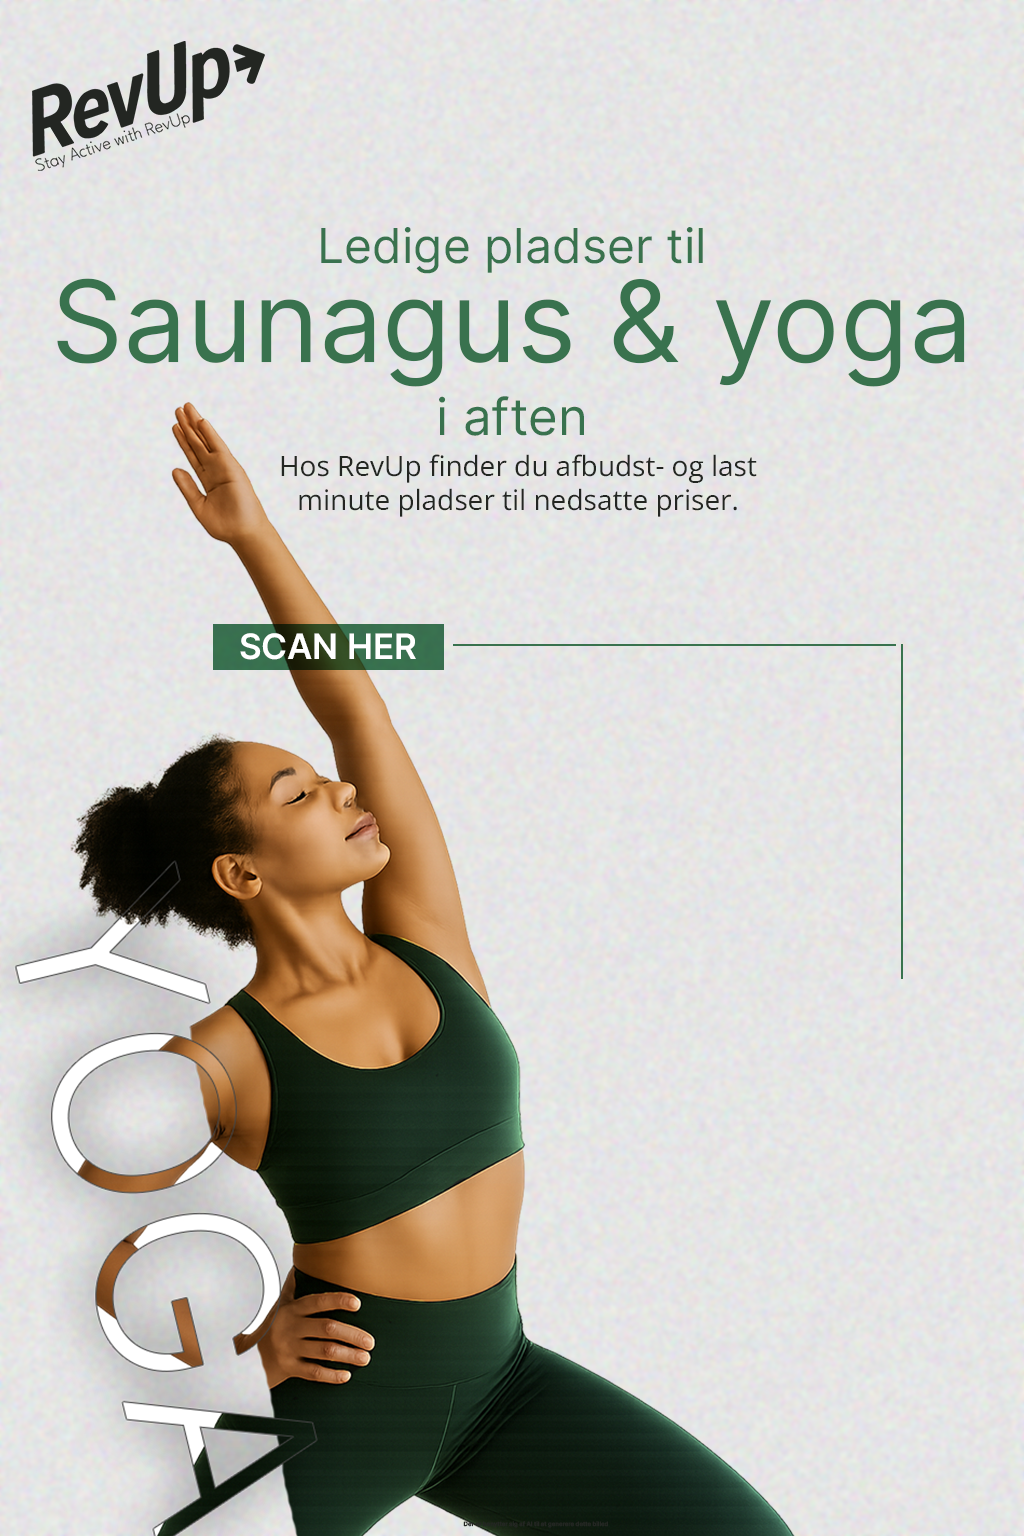 RevUp
Stay Active with RevUp
Ledige pladser til
Saunagus & yoga
i aften
Hos RevUp finder du afbudst- og last
minute pladser til nedsatte priser.
SCAN HER
YOGA